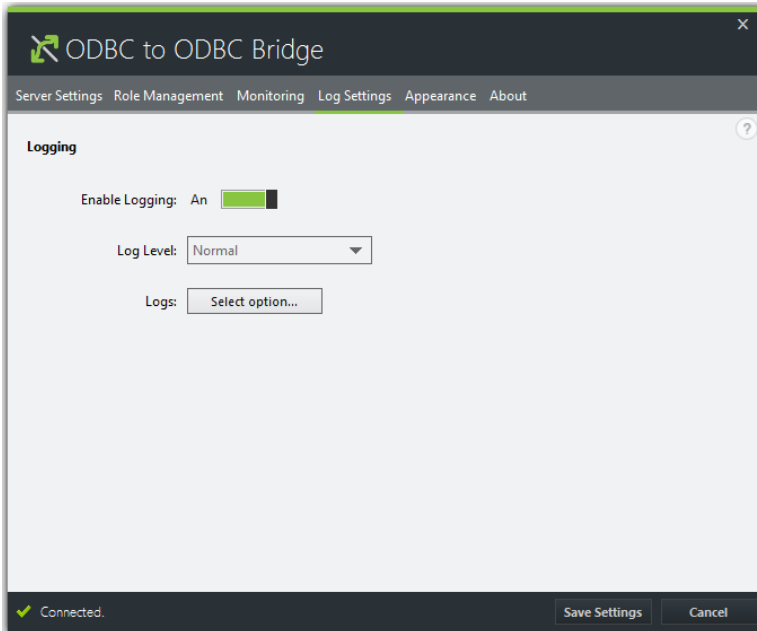 ODBC to ODBC Bridge
Server Settings Role Management Monitoring Log Settings Appearance About
?
Logging
Enable Logging: An
Log Level: Normal
Logs: Select option...
Connected. Save Settings Cancel